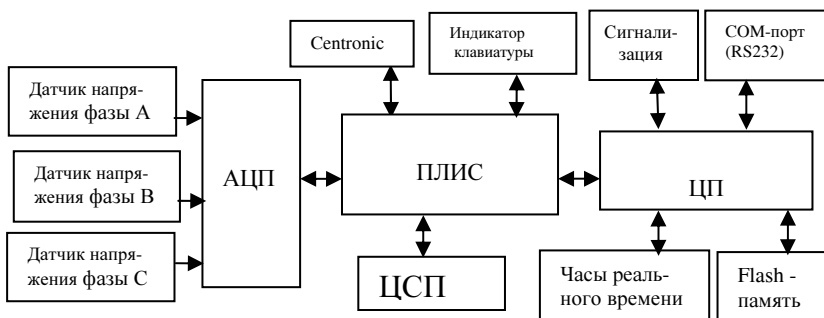 Centronic
Индикатор
клавиатуры
Сигнали-
зация
COM-порт
(RS232)
Датчик напря-
жения фазы А
Датчик напря-
жения фазы В
Датчик напря-
жения фазы С
АЦП
ПЛИС
ЦП
ЦСП
Часы реаль-
ного времени
Flash -
память